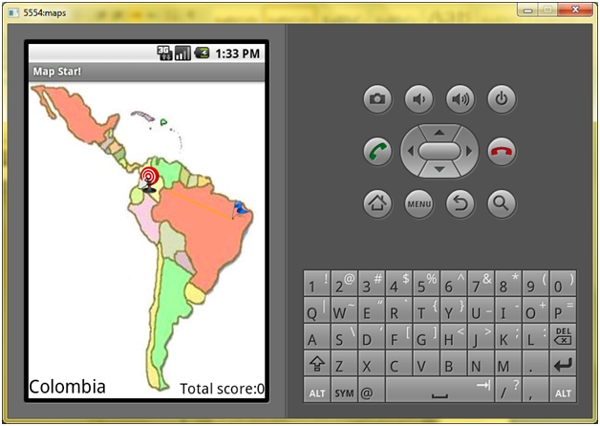 5554:maps
3G
1:33 PM
Map Star!
Colombia
Total score:0
MENU
1 ! 2 @ 3 # 4 $ 5 % 6 ^ 7 & 8 * 9 ( 0 )
Q | W ~ E " R ` T { Y } U _ I - O + P =
A S \ D ' F [ G ] H < J > K ; L : DEL
Z X C V B N M .
ALT SYM @ / ? , ALT